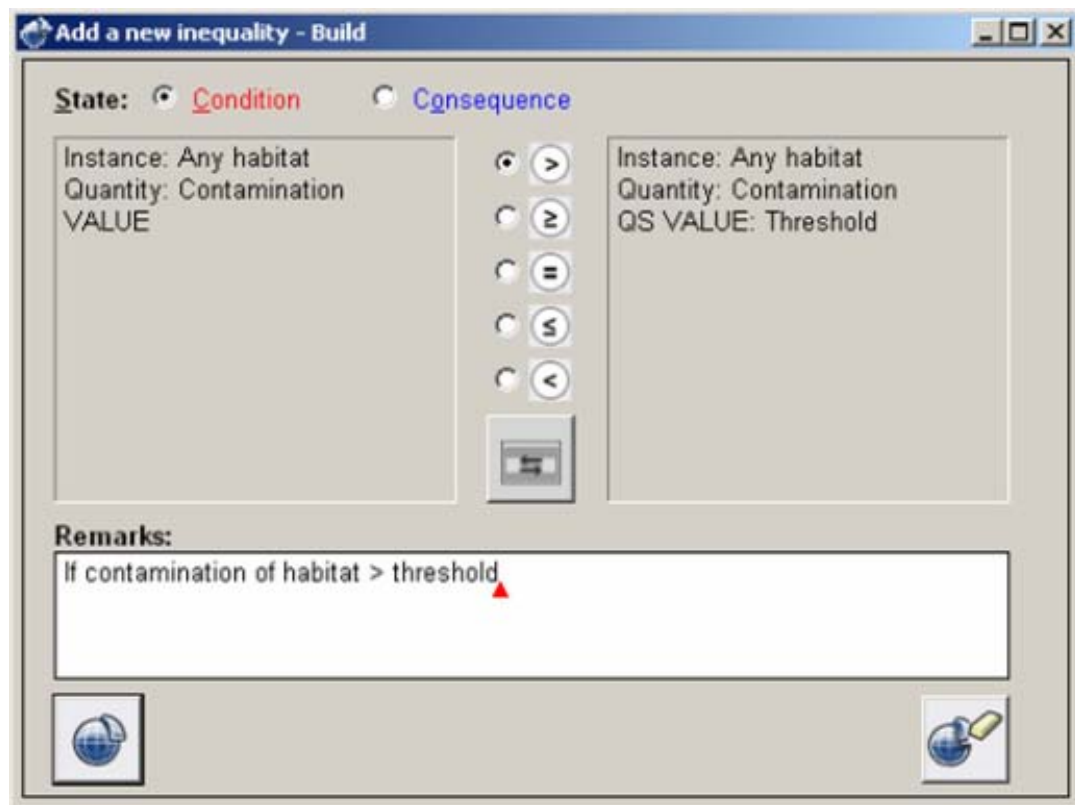 Add a new inequality - Build
State: Condition Consequence
Instance: Any habitat
Quantity: Contamination
VALUE
>
≥
=
≤
<
Instance: Any habitat
Quantity: Contamination
QS VALUE: Threshold
Remarks:
If contamination of habitat > threshold